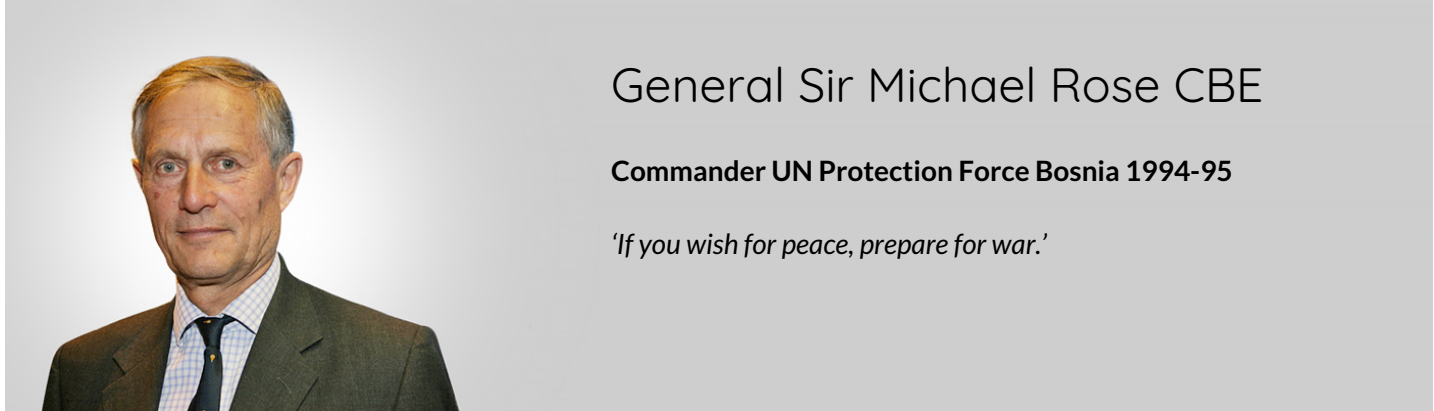 General Sir Michael Rose CBE
Commander UN Protection Force Bosnia 1994-95
‘If you wish for peace, prepare for war.’